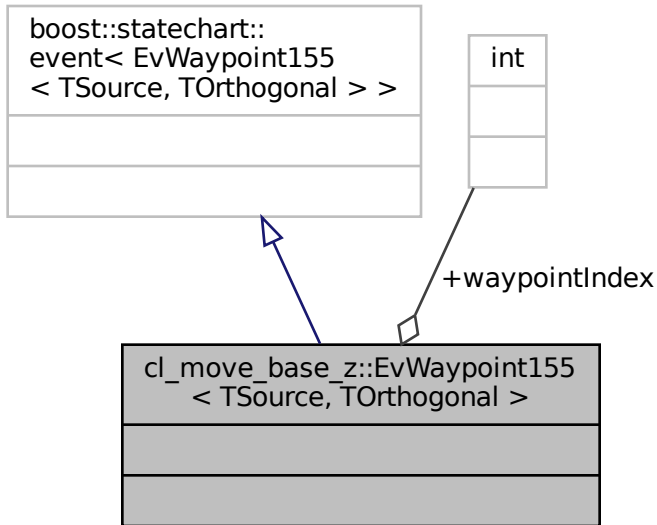 boost::statechart::
event< EvWaypoint155
< TSource, TOrthogonal > >
int
+waypointIndex
cl_move_base_z::EvWaypoint155
< TSource, TOrthogonal >